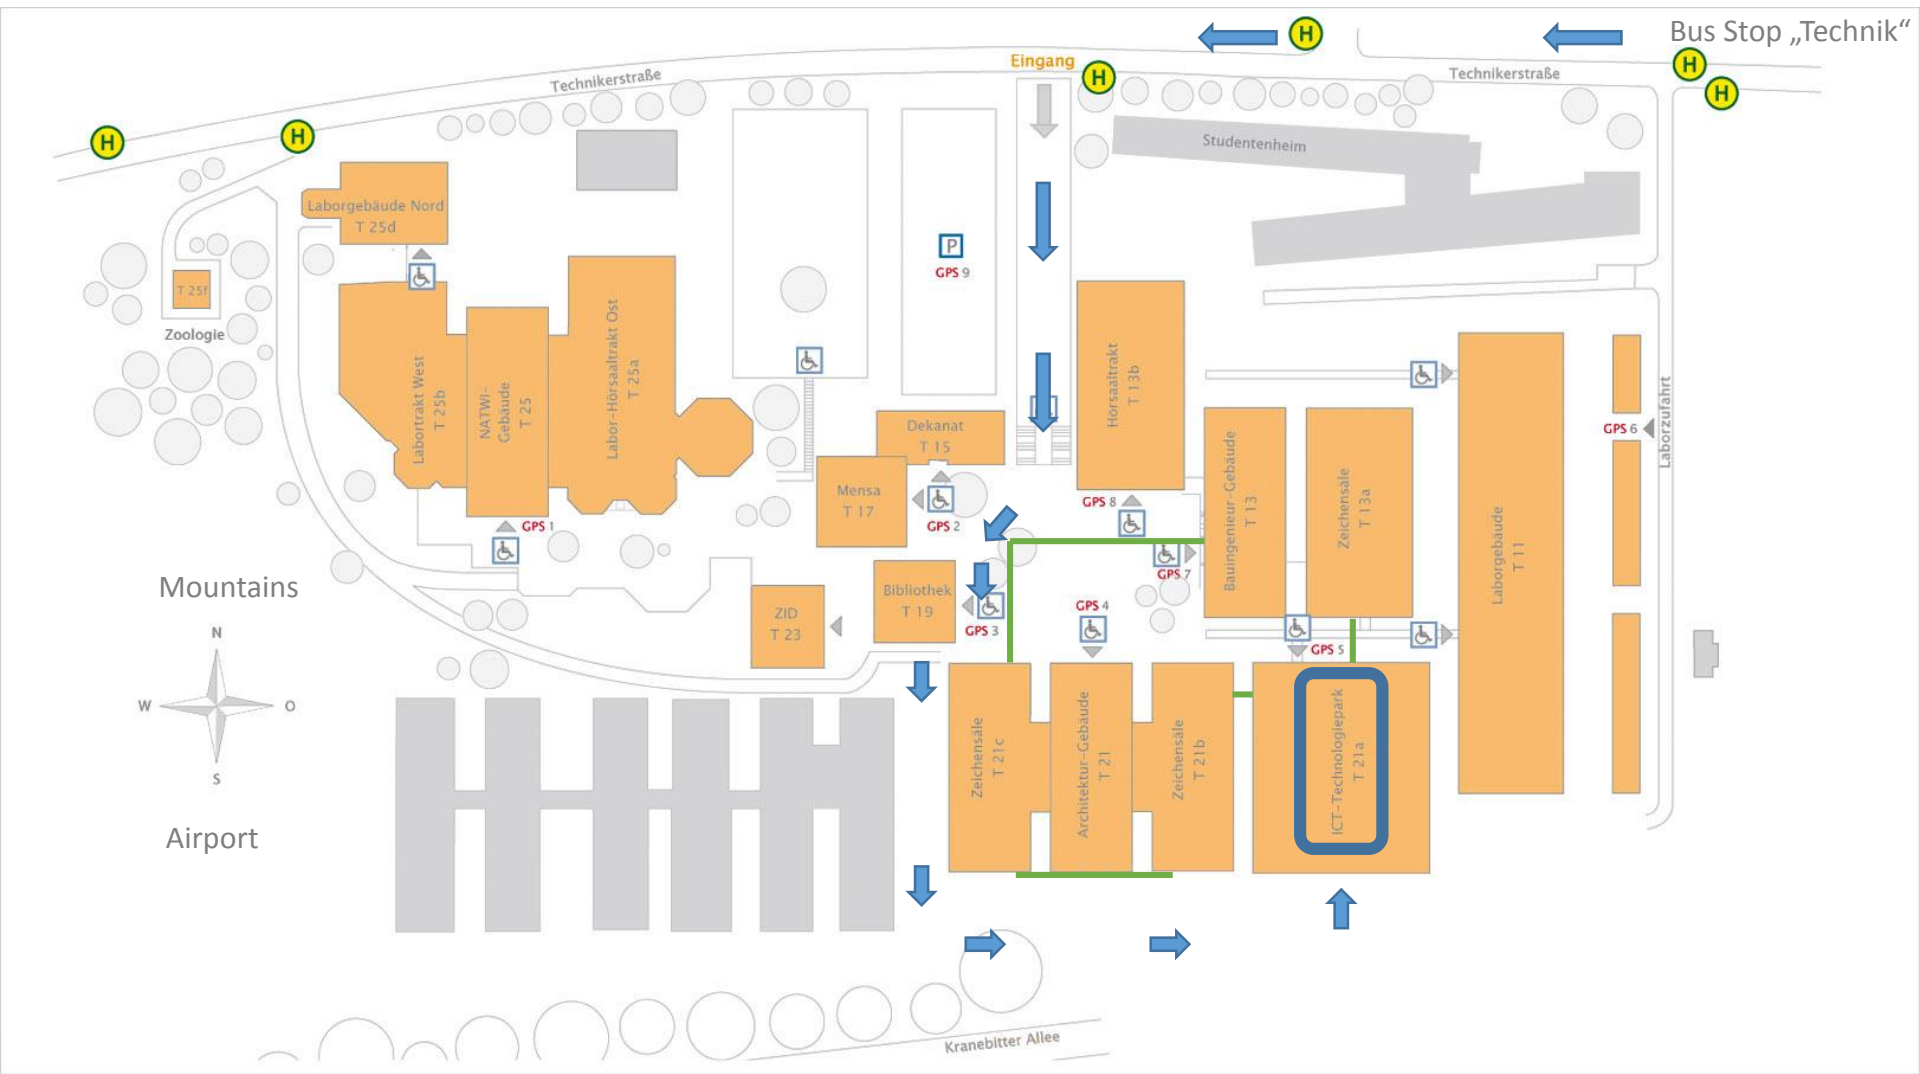 Bus Stop „Technik“
H
H
H
H
H
H
Eingang
Technikerstraße
Technikerstraße
Studentenheim
Laborgebäude Nord
T 25d
P
GPS 9
T 25f
Zoologie
Labortrakt West
T 25b
NATWI-
Gebäude
T 25
Labor-Hörsaaltrakt Ost
T 25a
Hörsaaltrakt
T 13b
Dekanat
T 15
Mensa
T 17
GPS 1
GPS 2
GPS 8
GPS 7
Bauingenieur-Gebäude
T 13
Zeichensäle
T 13a
Laborgebäude
T 11
GPS 6
Laborzufahrt
Bibliothek
T 19
GPS 3
GPS 4
GPS 5
ZID
T 23
Mountains
N
W
O
S
Airport
Zeichensäle
T 21c
Architektur-Gebäude
T 21
Zeichensäle
T 21b
ICT-Technologiepark
T 21a
Kranebitter Allee